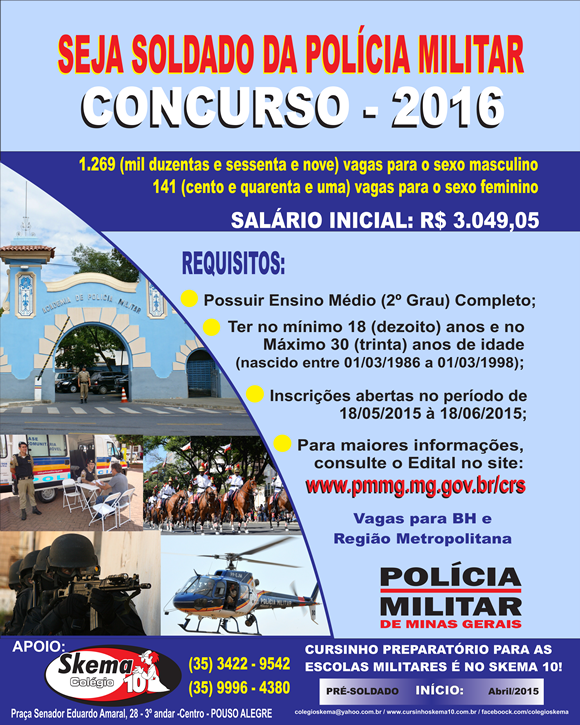 SEJA SOLDADO DA POLÍCIA MILITAR
CONCURSO - 2016
1.269 (mil duzentas e sessenta e nove) vagas para o sexo masculino
141 (cento e quarenta e uma) vagas para o sexo feminino
SALÁRIO INICIAL: R$ 3.049,05
REQUISITOS:
Possuir Ensino Médio (2º Grau) Completo;
Ter no mínimo 18 (dezoito) anos e no
Máximo 30 (trinta) anos de idade
(nascido entre 01/03/1986 a 01/03/1998);
Inscrições abertas no período de
18/05/2015 à 18/06/2015;
Para maiores informações,
consulte o Edital no site:
www.pmmg.mg.gov.br/crs
Vagas para BH e
Região Metropolitana
POLÍCIA
MILITAR
DE MINAS GERAIS
APOIO:
Skema
Colégio 10
(35) 3422 - 9542
(35) 9996 - 4380
Praça Senador Eduardo Amaral, 28 - 3º andar -Centro - POUSO ALEGRE
CURSINHO PREPARATÓRIO PARA AS
ESCOLAS MILITARES É NO SKEMA 10!
PRÉ-SOLDADO INÍCIO: Abril/2015
colegioskema@yahoo.com.br / www.cursinhoskema10.com.br / faceboock.com/colegioskema